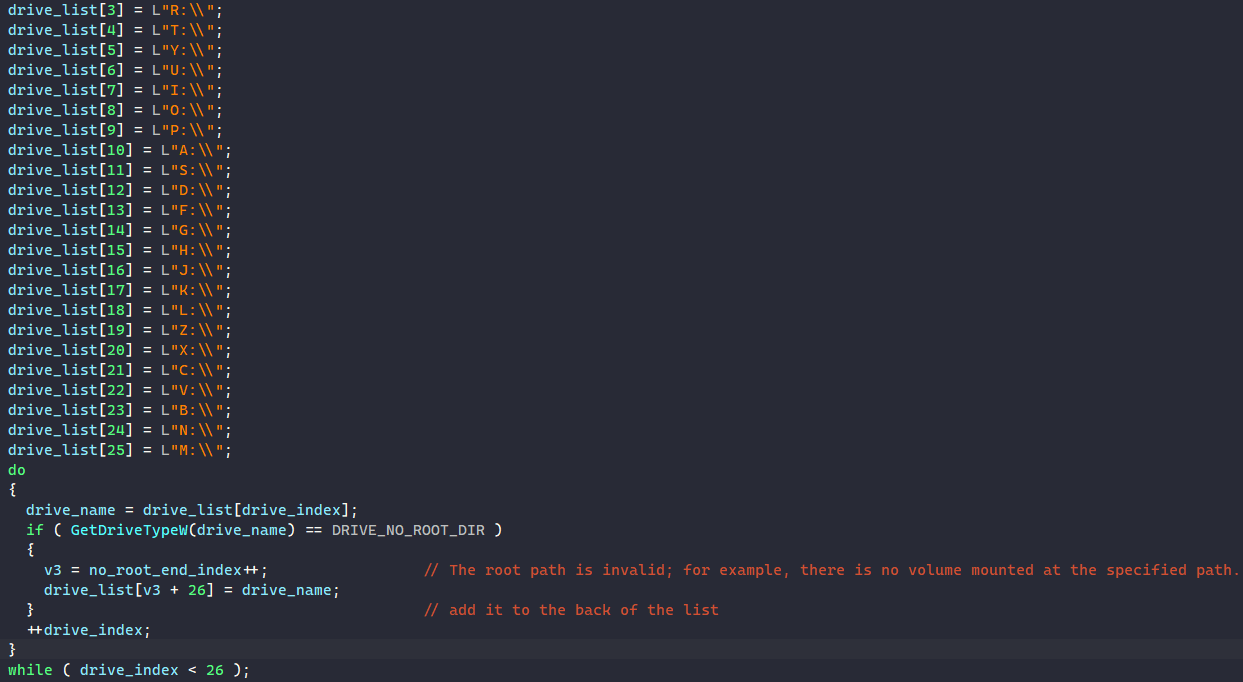 drive_list[3] = L"R:\\";
drive_list[4] = L"T:\\";
drive_list[5] = L"Y:\\";
drive_list[6] = L"U:\\";
drive_list[7] = L"I:\\";
drive_list[8] = L"O:\\";
drive_list[9] = L"P:\\";
drive_list[10] = L"A:\\";
drive_list[11] = L"S:\\";
drive_list[12] = L"D:\\";
drive_list[13] = L"F:\\";
drive_list[14] = L"G:\\";
drive_list[15] = L"H:\\";
drive_list[16] = L"J:\\";
drive_list[17] = L"K:\\";
drive_list[18] = L"L:\\";
drive_list[19] = L"Z:\\";
drive_list[20] = L"X:\\";
drive_list[21] = L"C:\\";
drive_list[22] = L"V:\\";
drive_list[23] = L"B:\\";
drive_list[24] = L"N:\\";
drive_list[25] = L"M:\\";
do
{
  drive_name = drive_list[drive_index];
  if ( GetDriveTypeW(drive_name) == DRIVE_NO_ROOT_DIR )
  {
    v3 = no_root_end_index++;                 // The root path is invalid; for example, there is no volume mounted at the specified path.
    drive_list[v3 + 26] = drive_name;
  }                                           // add it to the back of the list
  ++drive_index;
}
while ( drive_index < 26 );